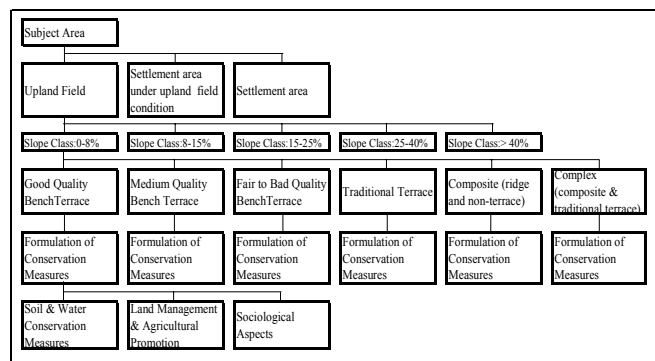 Subject Area
Upland Field
Settlement area
under upland field
condition
Settlement area
Slope Class:0-8%
Slope Class:8-15%
Slope Class:15-25%
Slope Class:25-40%
Slope Class:> 40%
Good Quality
BenchTerrace
Medium Quality
Bench Terrace
Fair to Bad Quality
BenchTerrace
Traditional Terrace
Composite (ridge
and non-terrace)
Complex
(composite &
traditional terrace)
Formulation of
Conservation
Measures
Formulation of
Conservation
Measures
Formulation of
Conservation
Measures
Formulation of
Conservation
Measures
Formulation of
Conservation
Measures
Formulation of
Conservation
Measures
Soil & Water
Conservation
Measures
Land Management
& Agricultural
Promotion
Sociological
Aspects